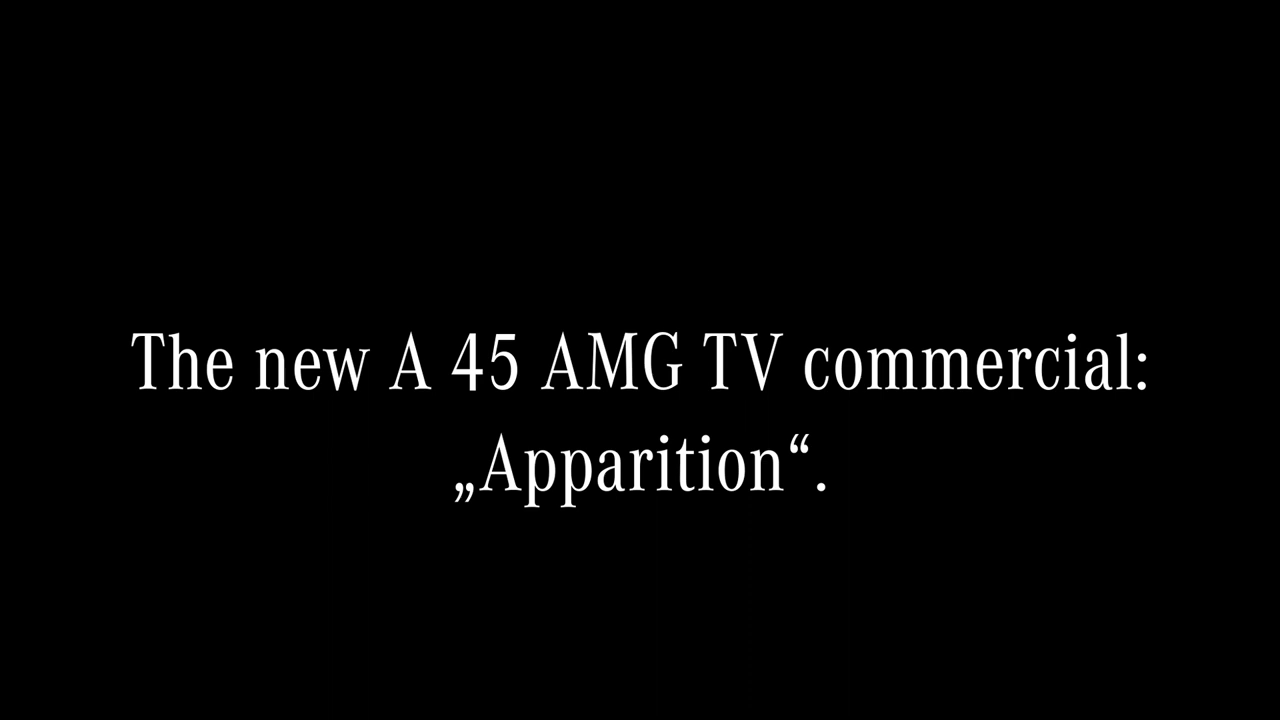 The new A 45 AMG TV commercial:
„Apparition“.